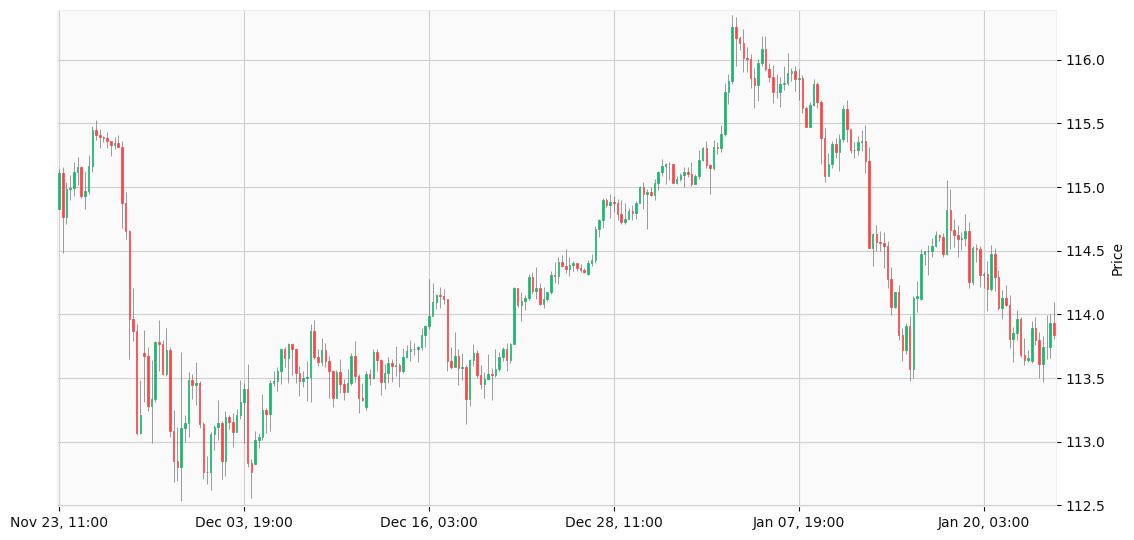 116.0
115.5
115.0
114.5
114.0
113.5
113.0
112.5
Price
Nov 23, 11:00
Dec 03, 19:00
Dec 16, 03:00
Dec 28, 11:00
Jan 07, 19:00
Jan 20, 03:00